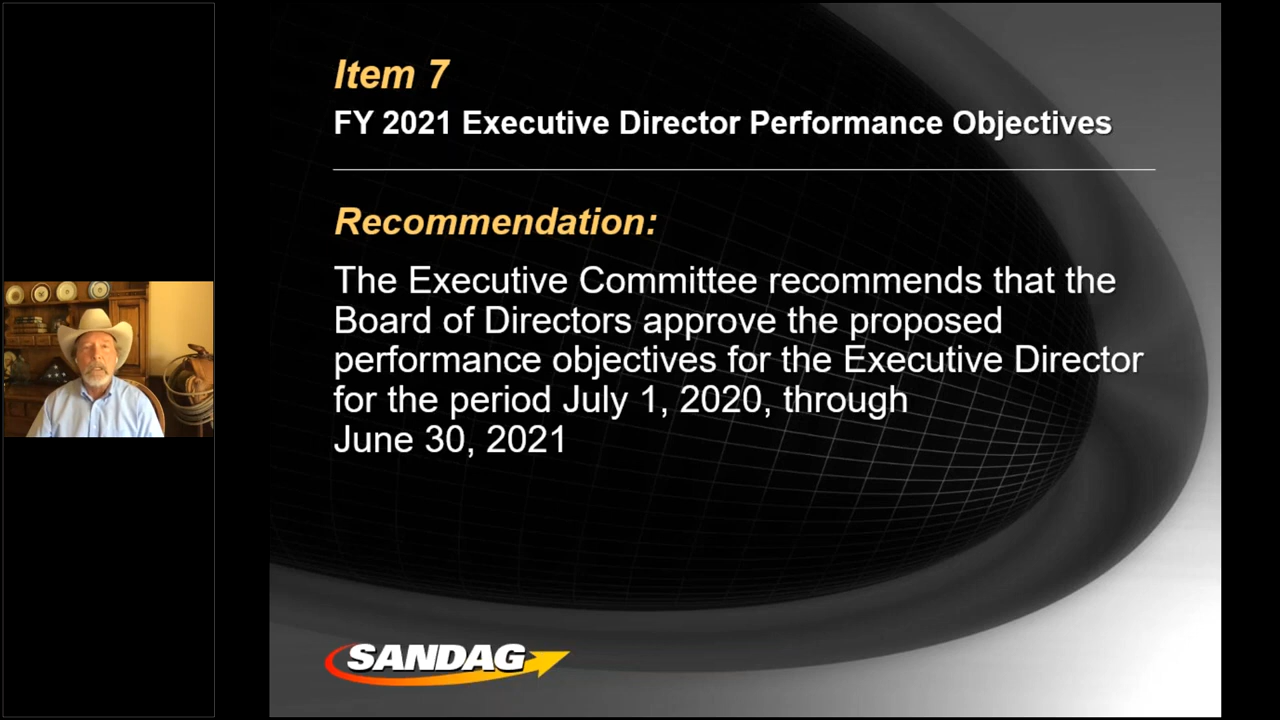 Item 7
FY 2021 Executive Director Performance Objectives
Recommendation:
The Executive Committee recommends that the
Board of Directors approve the proposed
performance objectives for the Executive Director
for the period July 1, 2020, through
June 30, 2021
SANDAG